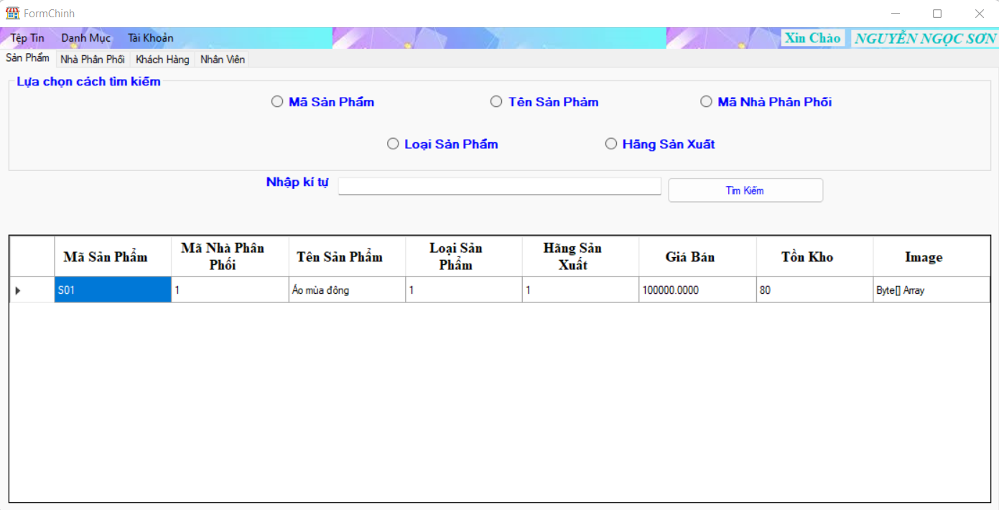 FormChinh
Tệp Tin Danh Mục Tài Khoản Xin Chào NGUYỄN NGỌC SƠN
Sản Phẩm Nhà Phân Phối Khách Hàng Nhân Viên
Lựa chọn cách tìm kiếm
Mã Sản Phẩm Tên Sản Phảm Mã Nhà Phân Phối
Loại Sản Phẩm Hãng Sản Xuất
Nhập kí tự Tìm Kiếm
Mã Sản Phẩm Mã Nhà Phân Phối Tên Sản Phẩm Loại Sản Phẩm Hãng Sản Xuất Giá Bán Tồn Kho Image
S01 1 Áo mùa đông 1 1 100000.0000 80 Byte[] Array